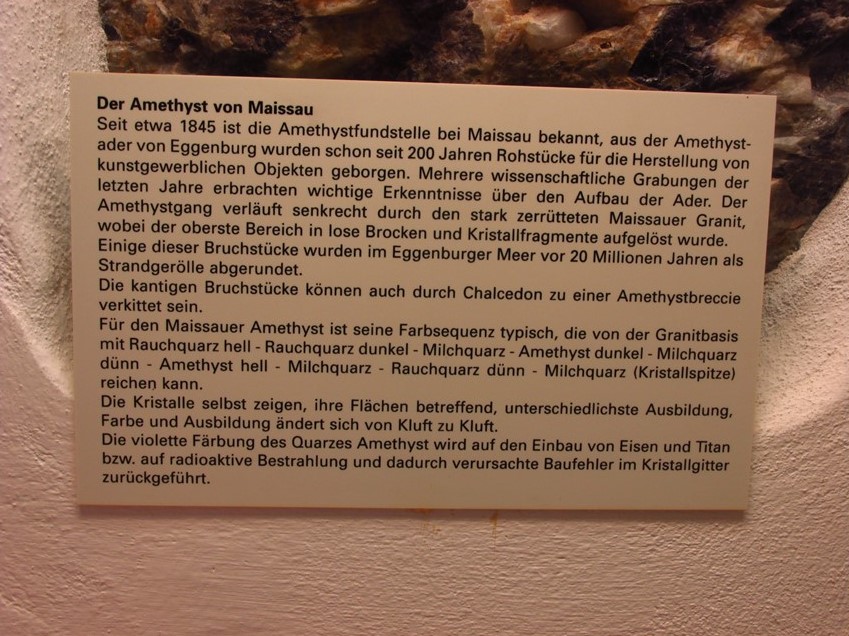 Der Amethyst von Maissau
Seit etwa 1845 ist die Amethystfundstelle bei Maissau bekannt, aus der Amethyst-
ader von Eggenburg wurden schon seit 200 Jahren Rohstücke für die Herstellung von
kunstgewerblichen Objekten geborgen. Mehrere wissenschaftliche Grabungen der
letzten Jahre erbrachten wichtige Erkenntnisse über den Aufbau der Ader. Der
Amethystgang verläuft senkrecht durch den stark zerrütteten Maissauer Granit,
wobei der oberste Bereich in lose Brocken und Kristallfragmente aufgelöst wurde.
Einige dieser Bruchstücke wurden im Eggenburger Meer vor 20 Millionen Jahren als
Strandgerölle abgerundet.
Die kantigen Bruchstücke können auch durch Chalcedon zu einer Amethystbreccie
verkittet sein.
Für den Maissauer Amethyst ist seine Farbsequenz typisch, die von der Granitbasis
mit Rauchquarz hell - Rauchquarz dunkel - Milchquarz - Amethyst dunkel - Milchquarz
dünn - Amethyst hell - Milchquarz - Rauchquarz dünn - Milchquarz (Kristallspitze)
reichen kann.
Die Kristalle selbst zeigen, ihre Flächen betreffend, unterschiedlichste Ausbildung,
Farbe und Ausbildung ändert sich von Kluft zu Kluft.
Die violette Färbung des Quarzes Amethyst wird auf den Einbau von Eisen und Titan
bzw. auf radioaktive Bestrahlung und dadurch verursachte Baufehler im Kristallgitter
zurückgeführt.